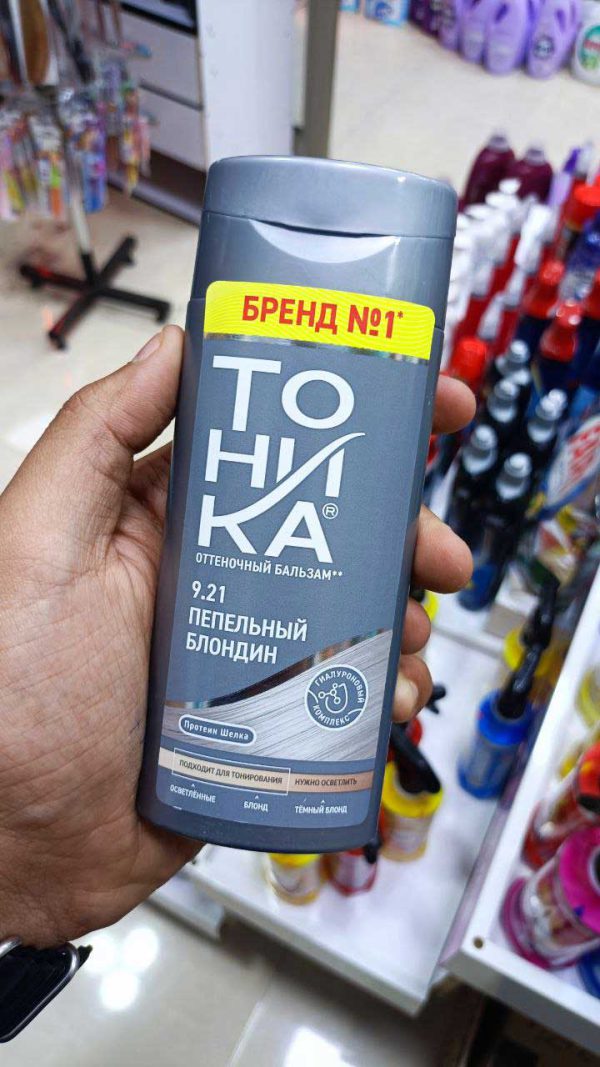 БРЕНД №1*
ТО
НИ
КА®
ОТТЕНОЧНЫЙ БАЛЬЗАМ**
9.21
ПЕПЕЛЬНЫЙ
БЛОНДИН
ГИАЛУРОНОВЫЙ
КОМПЛЕКС
Протеин Шелка
ПОДХОДИТ ДЛЯ ТОНИРОВАНИЯ НУЖНО ОСВЕТЛИТЬ
ОСВЕТЛЁННЫЕ БЛОНД ТЁМНЫЙ БЛОНД